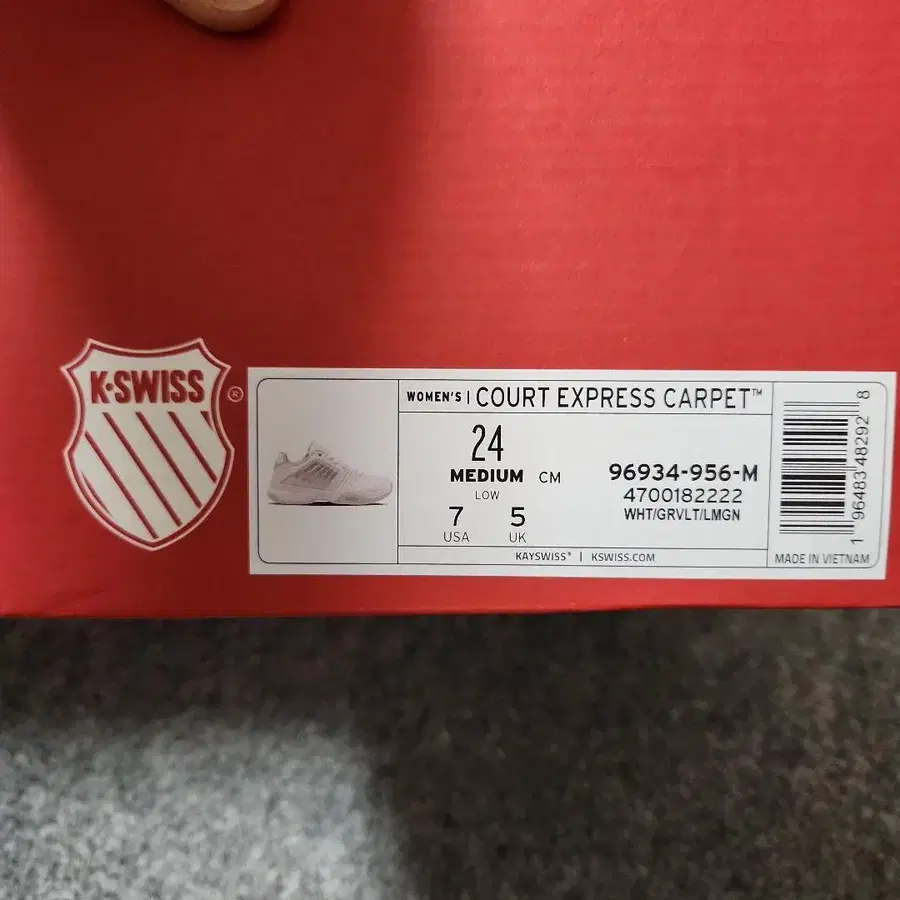 K·SWISS
®
WOMEN'S | COURT EXPRESS CARPET™
24
MEDIUM CM
LOW
7 5
USA UK
96934-956-M
4700182222
WHT/GRVLT/LMGN
KAYSWISS® | KSWISS.COM
1 96483 48292 8
MADE IN VIETNAM